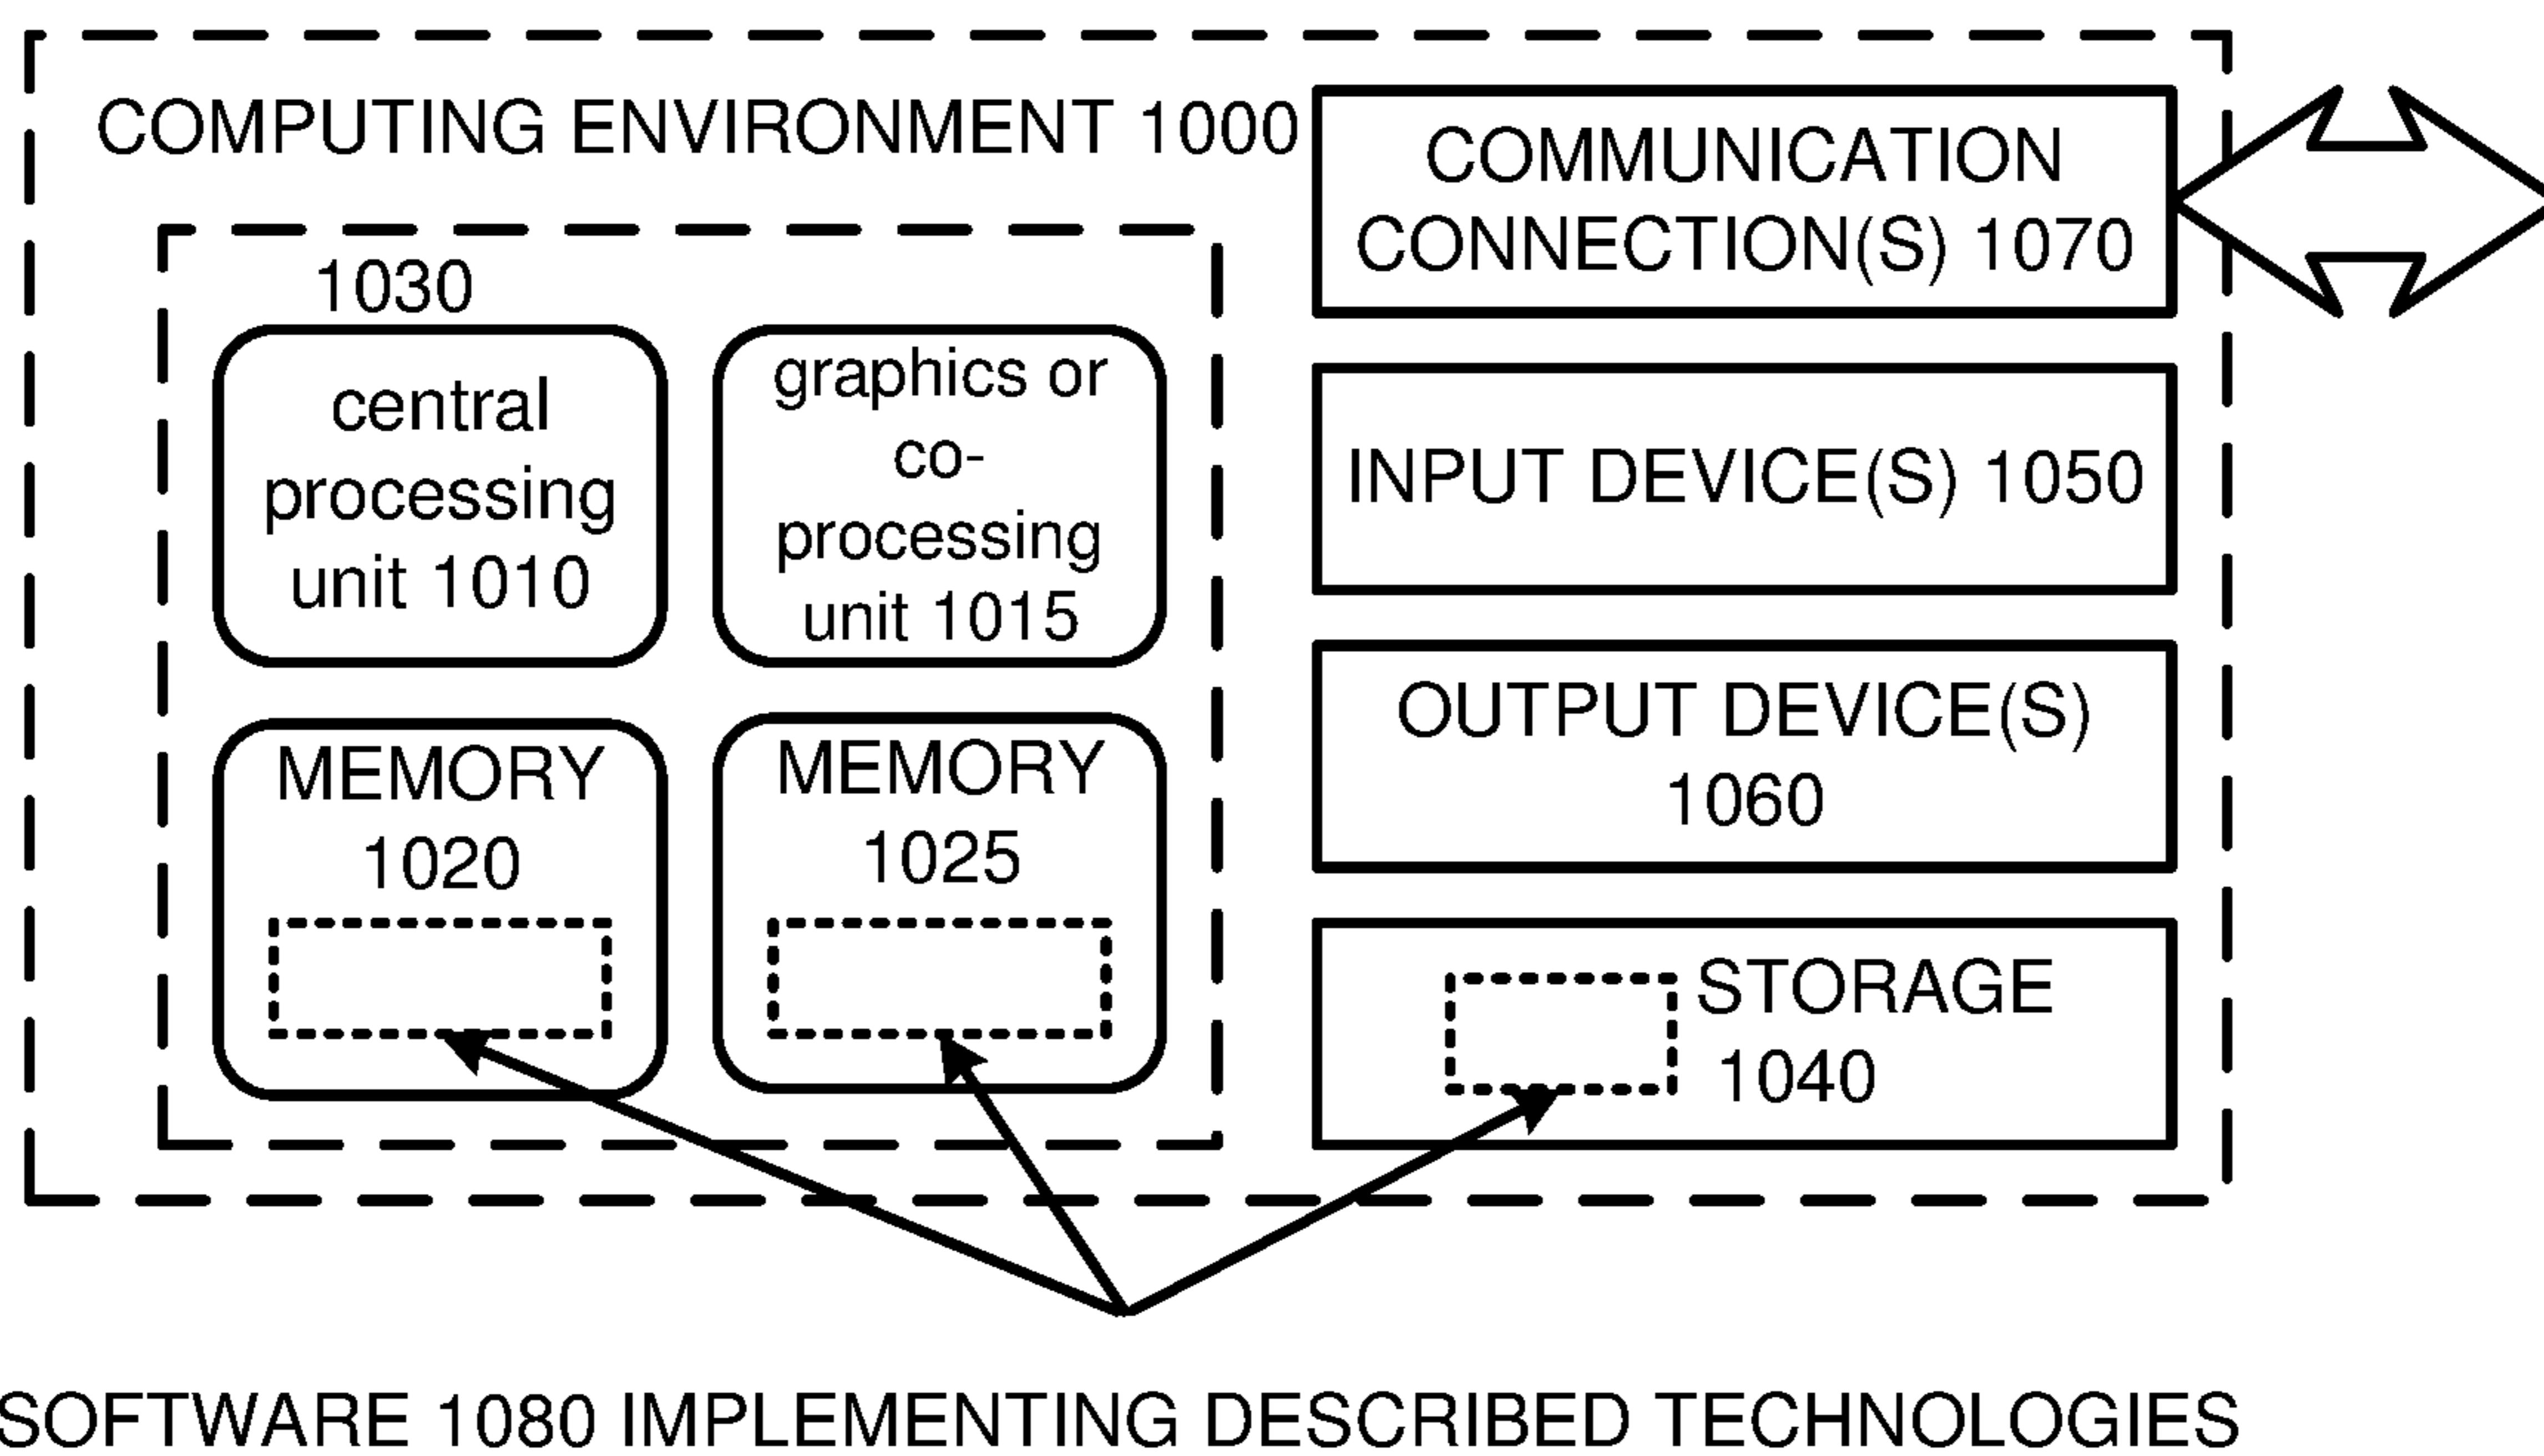 COMPUTING ENVIRONMENT 1000
COMMUNICATION
CONNECTION(S) 1070
1030
central
processing
unit 1010
graphics or
co-
processing
unit 1015
INPUT DEVICE(S) 1050
MEMORY
1020
MEMORY
1025
OUTPUT DEVICE(S)
1060
STORAGE
1040
SOFTWARE 1080 IMPLEMENTING DESCRIBED TECHNOLOGIES